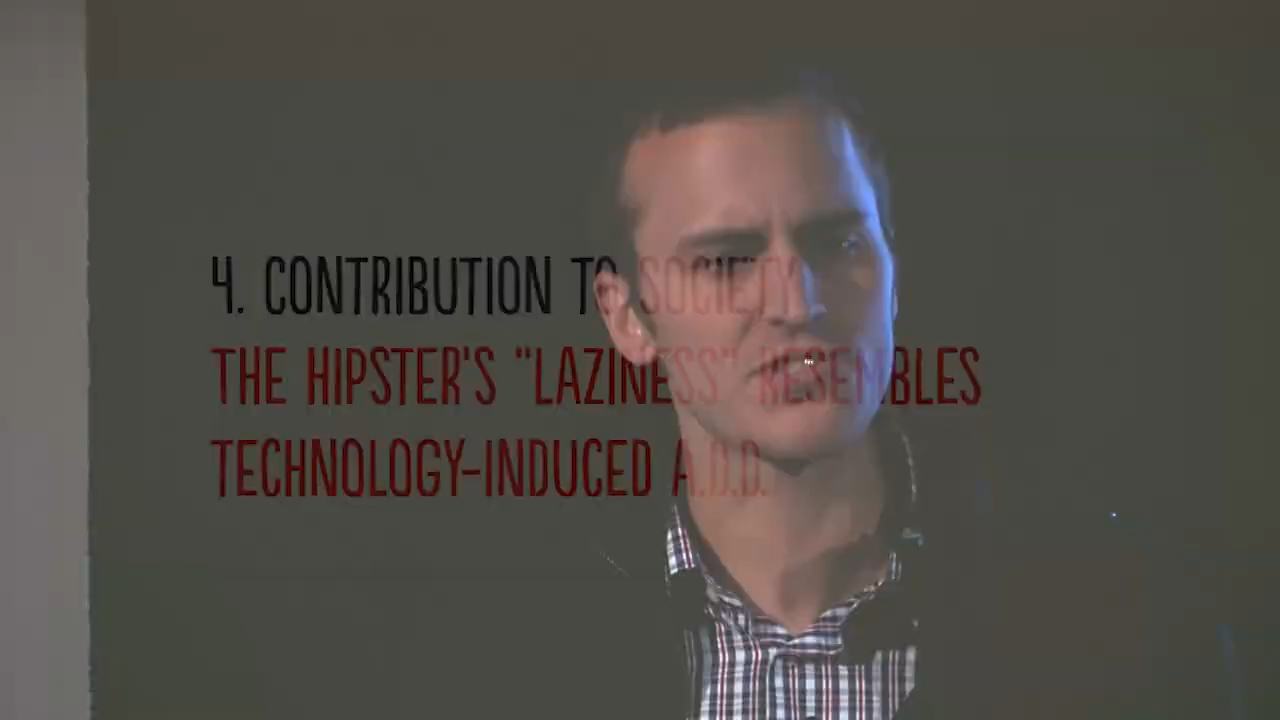 4. CONTRIBUTION TO SOCIETY
THE HIPSTER'S "LAZINESS" RESEMBLES
TECHNOLOGY-INDUCED A.D.D.